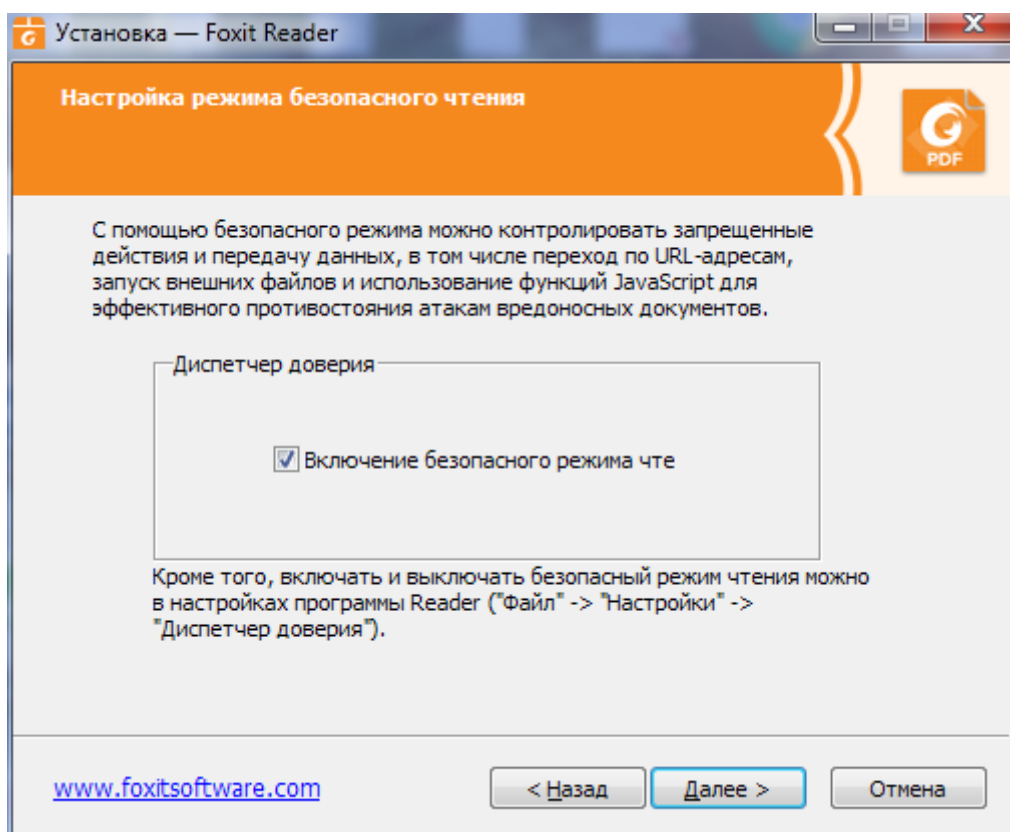 Установка — Foxit Reader
Настройка режима безопасного чтения
PDF
С помощью безопасного режима можно контролировать запрещенные
действия и передачу данных, в том числе переход по URL-адресам,
запуск внешних файлов и использование функций JavaScript для
эффективного противостояния атакам вредоносных документов.
Диспетчер доверия
Включение безопасного режима чте
Кроме того, включать и выключать безопасный режим чтения можно
в настройках программы Reader ("Файл" -> "Настройки" ->
"Диспетчер доверия").
www.foxitsoftware.com < Назад Далее > Отмена